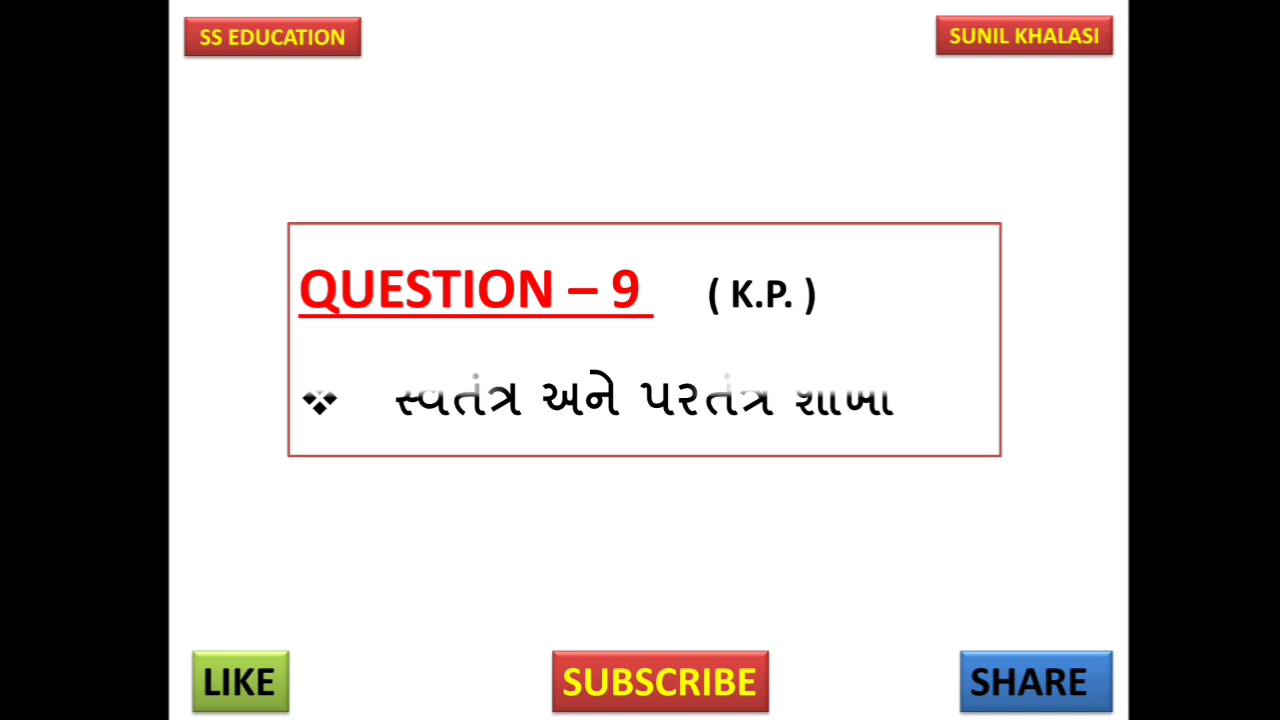 SS EDUCATION
SUNIL KHALASI
QUESTION – 9 ( K.P. )
❖ સ્વતંત્ર અને પરતંત્ર શાખા
LIKE
SUBSCRIBE
SHARE